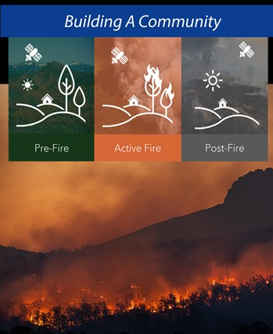 Building A Community
Pre-Fire
Active Fire
Post-Fire